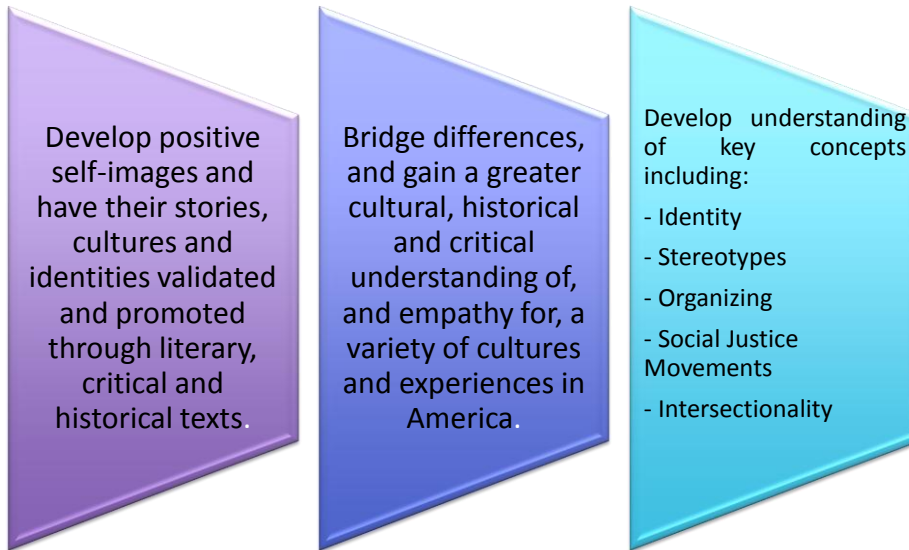 Develop positive
self-images and
have their stories,
cultures and
identities validated
and promoted
through literary,
critical and
historical texts.
Bridge differences,
and gain a greater
cultural, historical
and critical
understanding of,
and empathy for, a
variety of cultures
and experiences in
America.
Develop understanding
of key concepts
including:
- Identity
- Stereotypes
- Organizing
- Social Justice
Movements
- Intersectionality